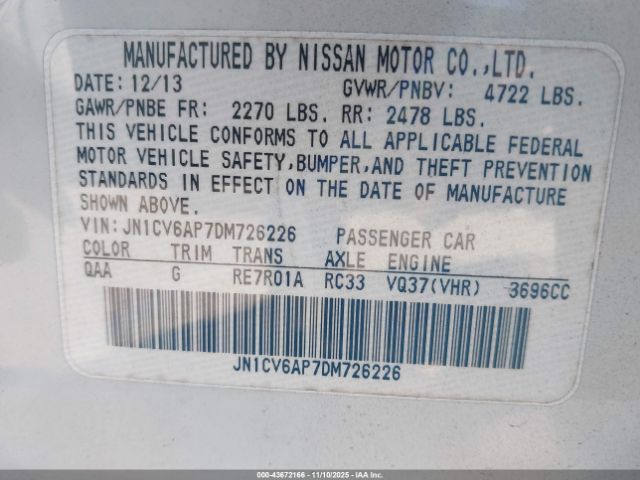 MANUFACTURED BY NISSAN MOTOR CO.,LTD.
DATE: 12/13 GVWR/PNBV: 4722 LBS.
GAWR/PNBE FR: 2270 LBS. RR: 2478 LBS.
THIS VEHICLE CONFORMS TO ALL APPLICABLE FEDERAL
MOTOR VEHICLE SAFETY,BUMPER,AND THEFT PREVENTION
STANDARDS IN EFFECT ON THE DATE OF MANUFACTURE
SHOWN ABOVE.
VIN: JN1CV6AP7DM726226 PASSENGER CAR
COLOR TRIM TRANS AXLE ENGINE
QAA G RE7R01A RC33 VQ37(VHR) 3696CC
JN1CV6AP7DM726226
000-43672166 - 11/10/2025 - IAAC